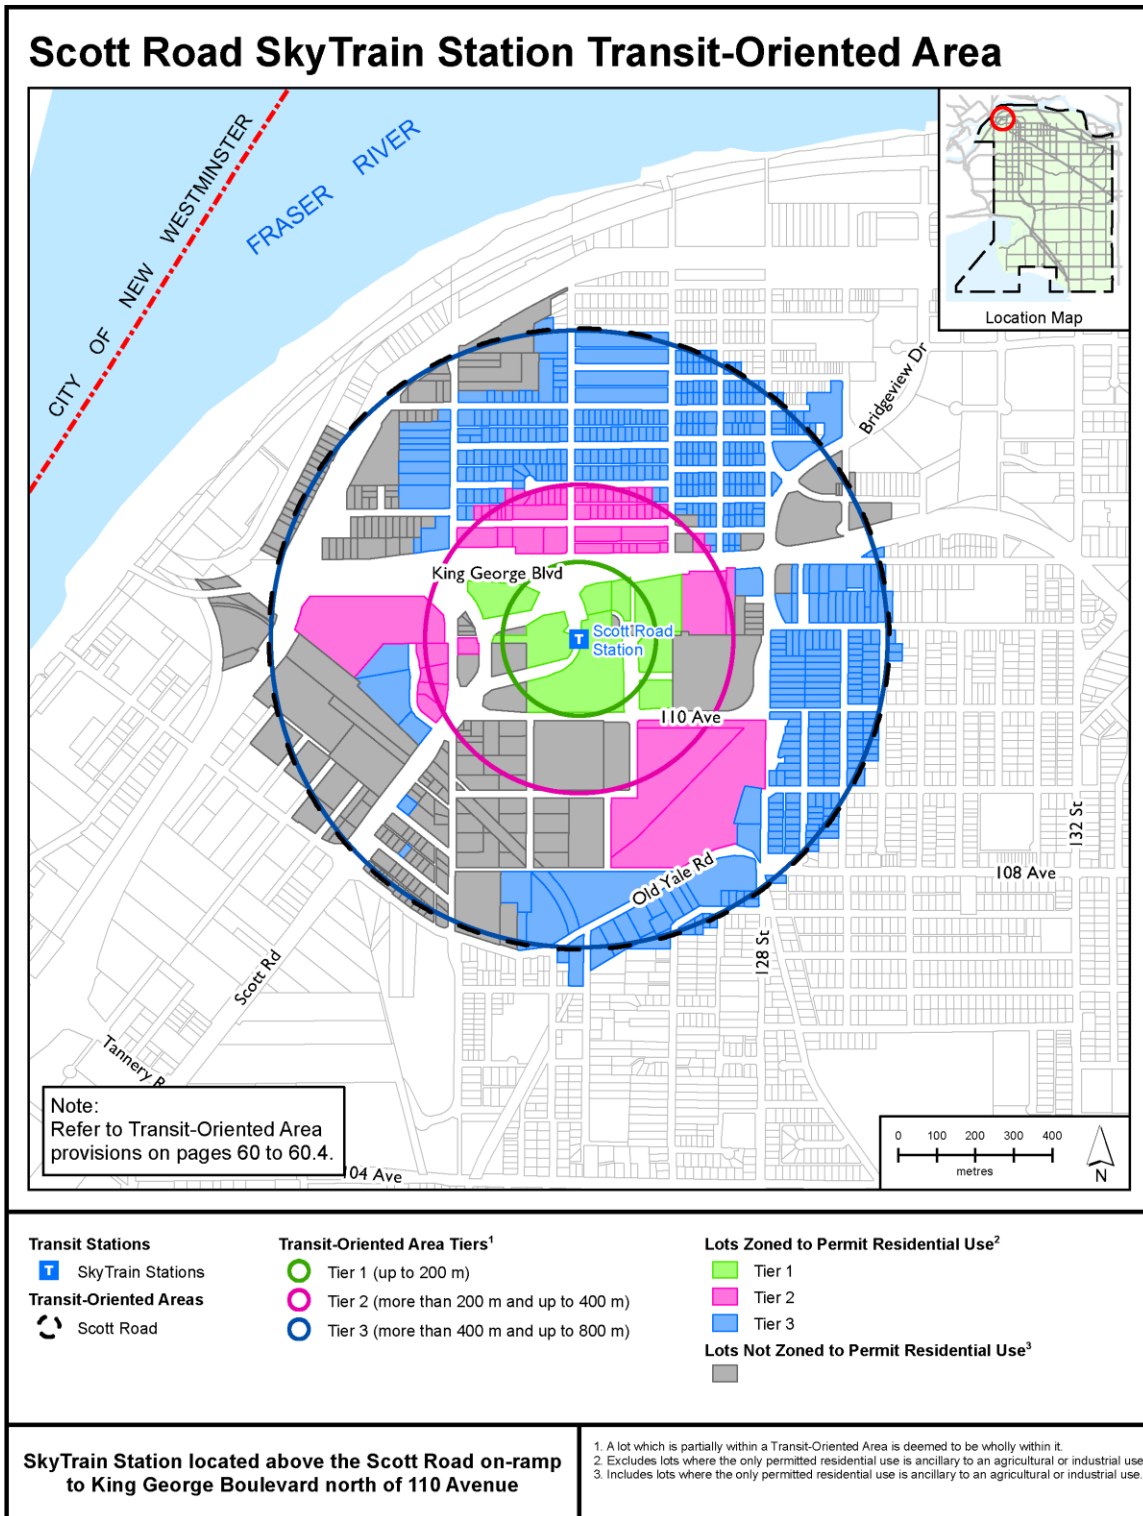 Scott Road SkyTrain Station Transit-Oriented Area
CITY OF NEW WESTMINSTER
FRASER RIVER
Location Map
Bridgeview Dr
King George Blvd
T
Scott Road
Station
110 Ave
132 St
Old Yale Rd
108 Ave
128 St
Scott Rd
Tannery R
Note:
Refer to Transit-Oriented Area
provisions on pages 60 to 60.4.
104 Ave
0 100 200 300 400
metres
N
Transit Stations
T SkyTrain Stations
Transit-Oriented Areas
Scott Road
Transit-Oriented Area Tiers1
Tier 1 (up to 200 m)
Tier 2 (more than 200 m and up to 400 m)
Tier 3 (more than 400 m and up to 800 m)
Lots Zoned to Permit Residential Use2
Tier 1
Tier 2
Tier 3
Lots Not Zoned to Permit Residential Use3
SkyTrain Station located above the Scott Road on-ramp
to King George Boulevard north of 110 Avenue
1. A lot which is partially within a Transit-Oriented Area is deemed to be wholly within it.
2. Excludes lots where the only permitted residential use is ancillary to an agricultural or industrial use
3. Includes lots where the only permitted residential use is ancillary to an agricultural or industrial use.